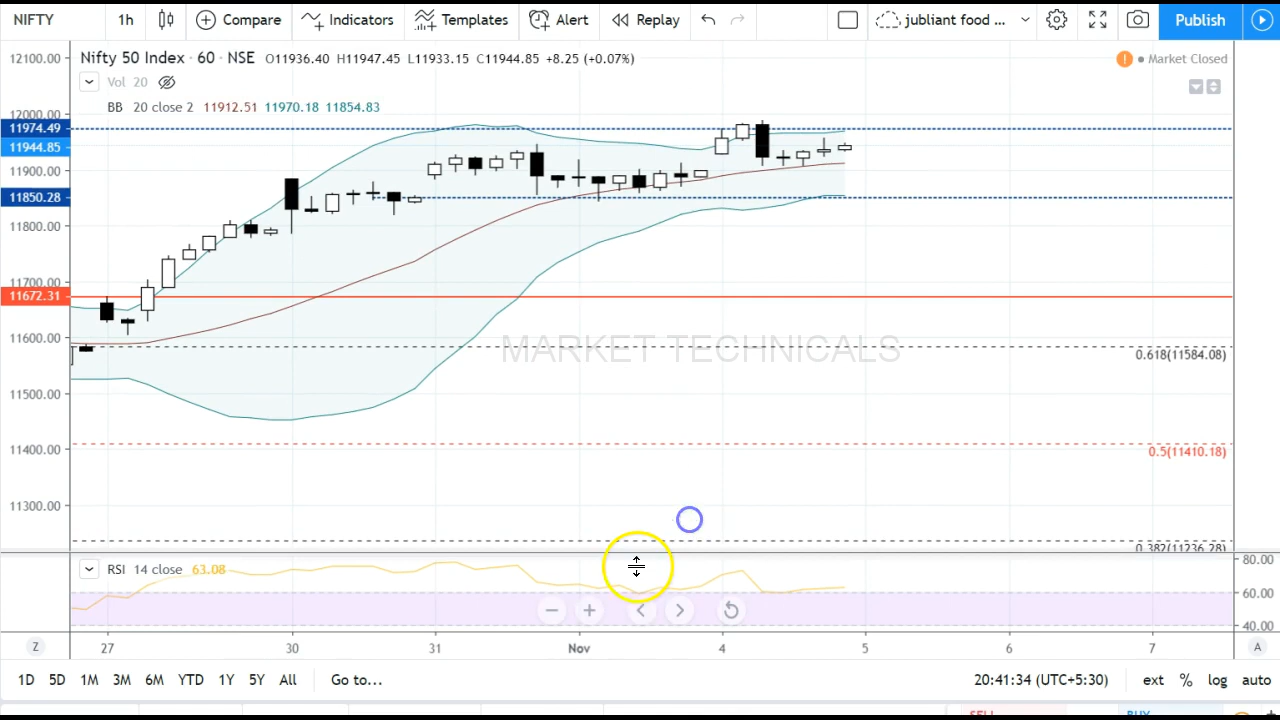 NIFTY 1h Compare Indicators Templates Alert Replay jubliant food ... Publish
12100.00 Nifty 50 Index · 60 · NSE O11936.40 H11947.45 L11933.15 C11944.85 +8.25 (+0.07%) Market Closed
Vol 20
BB 20 close 2 11912.51 11970.18 11854.83
12000.00
11974.49
11944.85
11900.00
11850.28
11800.00
11700.00
11672.31
11600.00
MARKET TECHNICALS
0.618(11584.08)
11500.00
11400.00
0.5(11410.18)
11300.00
0.382(11236.28)
RSI 14 close 63.08
80.00
60.00
40.00
Z 27 30 31 Nov 4 5 6 7 A
1D 5D 1M 3M 6M YTD 1Y 5Y All Go to... 20:41:34 (UTC+5:30) ext % log auto
SELL BUY